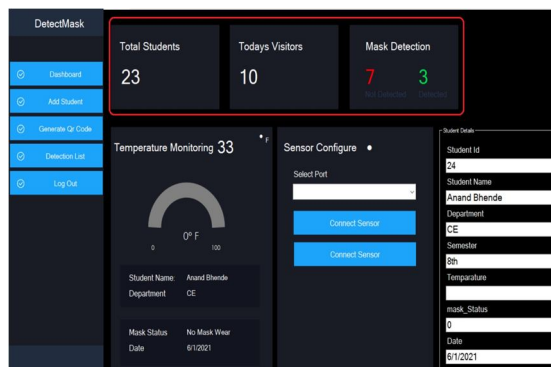 DetectMask
Dashboard
Add Student
Generate Qr Code
Detection List
Log Out
Total Students
23
Todays Visitors
10
Mask Detection
7 3
Not Detected Detected
Temperature Monitoring 33 ° F
0° F
0 100
Student Name: Anand Bhende
Department CE
Mask Status No Mask Wear
Date 6/1/2021
Sensor Configure
Select Port
Connect Sensor
Connect Sensor
Student Details
Student Id
24
Student Name
Anand Bhende
Department
CE
Semester
8th
Temparature
mask_Status
0
Date
6/1/2021